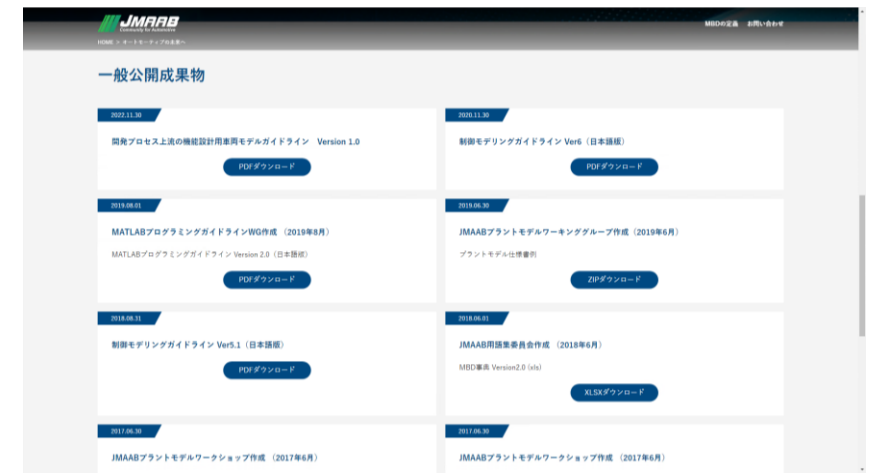 JMAAB
Community for Automotive
MBDの定義 お問い合わせ
HOME > オートモーティブの未来へ
一般公開成果物
2022.11.30
開発プロセス上流の機能設計用車両モデルガイドライン Version 1.0
PDFダウンロード
2020.11.30
制御モデリングガイドライン Ver6（日本語版）
PDFダウンロード
2019.08.01
MATLABプログラミングガイドラインWG作成 （2019年8月）
MATLABプログラミングガイドライン Version 2.0（日本語版）
PDFダウンロード
2019.06.30
JMAABプラントモデルワーキンググループ作成（2019年6月）
プラントモデル仕様書例
ZIPダウンロード
2018.08.31
制御モデリングガイドライン Ver5.1（日本語版）
PDFダウンロード
2018.06.01
JMAAB用語集委員会作成 （2018年6月）
MBD事典 Version2.0 (xls)
XLSXダウンロード
2017.06.30
JMAABプラントモデルワークショップ作成 （2017年6月）
2017.06.30
JMAABプラントモデルワークショップ作成 （2017年6月）